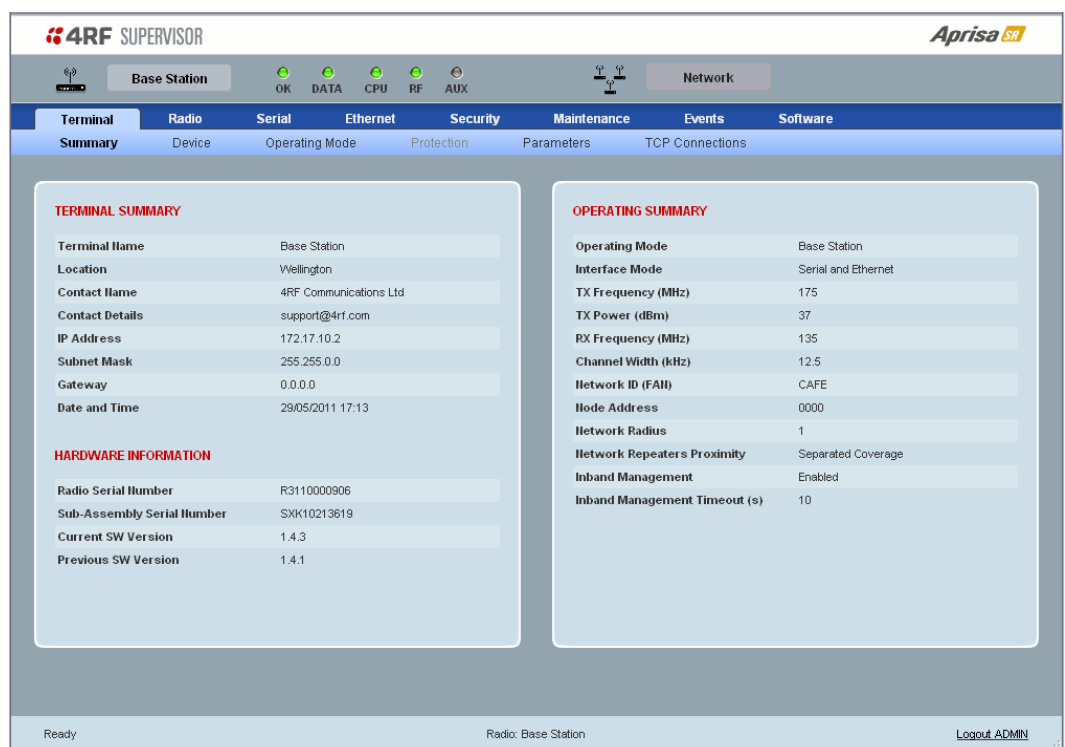 4RF SUPERVISOR
Aprisa SR
Base Station
OK DATA CPU RF AUX
Network
Terminal Radio Serial Ethernet Security Maintenance Events Software
Summary Device Operating Mode Protection Parameters TCP Connections
TERMINAL SUMMARY
Terminal Name Base Station
Location Wellington
Contact Name 4RF Communications Ltd
Contact Details support@4rf.com
IP Address 172.17.10.2
Subnet Mask 255.255.0.0
Gateway 0.0.0.0
Date and Time 29/05/2011 17:13
HARDWARE INFORMATION
Radio Serial Number R3110000906
Sub-Assembly Serial Number SXK10213619
Current SW Version 1.4.3
Previous SW Version 1.4.1
OPERATING SUMMARY
Operating Mode Base Station
Interface Mode Serial and Ethernet
TX Frequency (MHz) 175
TX Power (dBm) 37
RX Frequency (MHz) 135
Channel Width (kHz) 12.5
Network ID (FAN) CAFE
Node Address 0000
Network Radius 1
Network Repeaters Proximity Separated Coverage
Inband Management Enabled
Inband Management Timeout (s) 10
Ready
Radio: Base Station
Logout ADMIN